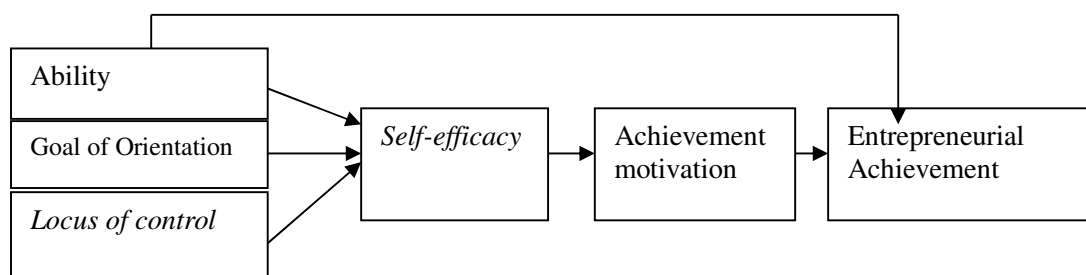 Ability
Goal of Orientation
Locus of control
Self-efficacy
Achievement
motivation
Entrepreneurial
Achievement